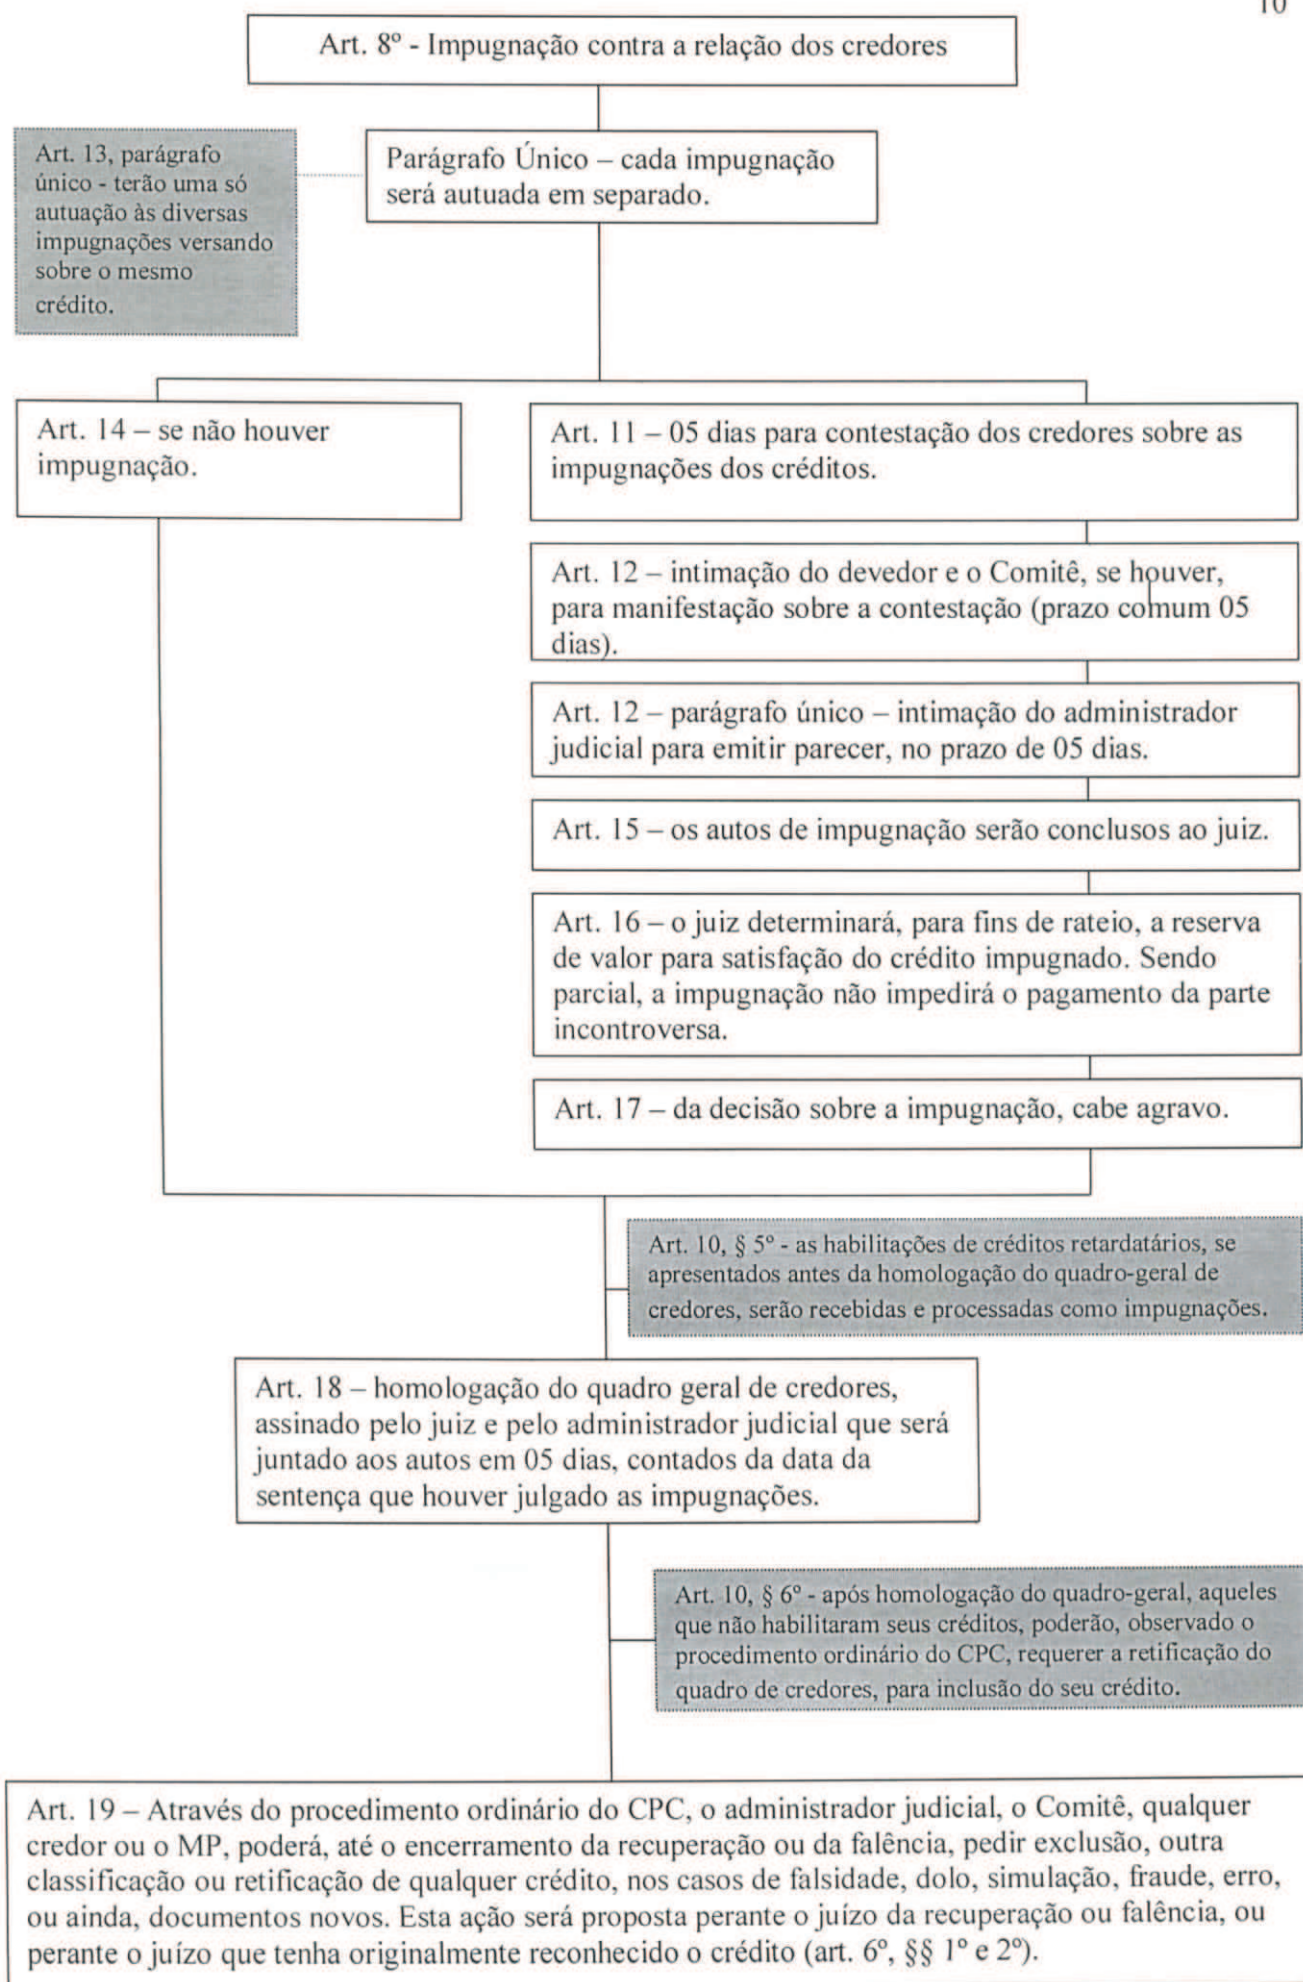 10
Art. 8º - Impugnação contra a relação dos credores
Art. 13, parágrafo
único - terão uma só
autuação às diversas
impugnações versando
sobre o mesmo
crédito.
Parágrafo Único – cada impugnação
será autuada em separado.
Art. 14 – se não houver
impugnação.
Art. 11 – 05 dias para contestação dos credores sobre as
impugnações dos créditos.
Art. 12 – intimação do devedor e o Comitê, se houver,
para manifestação sobre a contestação (prazo comum 05
dias).
Art. 12 – parágrafo único – intimação do administrador
judicial para emitir parecer, no prazo de 05 dias.
Art. 15 – os autos de impugnação serão conclusos ao juiz.
Art. 16 – o juiz determinará, para fins de rateio, a reserva
de valor para satisfação do crédito impugnado. Sendo
parcial, a impugnação não impedirá o pagamento da parte
incontroversa.
Art. 17 – da decisão sobre a impugnação, cabe agravo.
Art. 10, § 5º - as habilitações de créditos retardatários, se
apresentados antes da homologação do quadro-geral de
credores, serão recebidas e processadas como impugnações.
Art. 18 – homologação do quadro geral de credores,
assinado pelo juiz e pelo administrador judicial que será
juntado aos autos em 05 dias, contados da data da
sentença que houver julgado as impugnações.
Art. 10, § 6º - após homologação do quadro-geral, aqueles
que não habilitaram seus créditos, poderão, observado o
procedimento ordinário do CPC, requerer a retificação do
quadro de credores, para inclusão do seu crédito.
Art. 19 – Através do procedimento ordinário do CPC, o administrador judicial, o Comitê, qualquer
credor ou o MP, poderá, até o encerramento da recuperação ou da falência, pedir exclusão, outra
classificação ou retificação de qualquer crédito, nos casos de falsidade, dolo, simulação, fraude, erro,
ou ainda, documentos novos. Esta ação será proposta perante o juízo da recuperação ou falência, ou
perante o juízo que tenha originalmente reconhecido o crédito (art. 6º, §§ 1º e 2º).